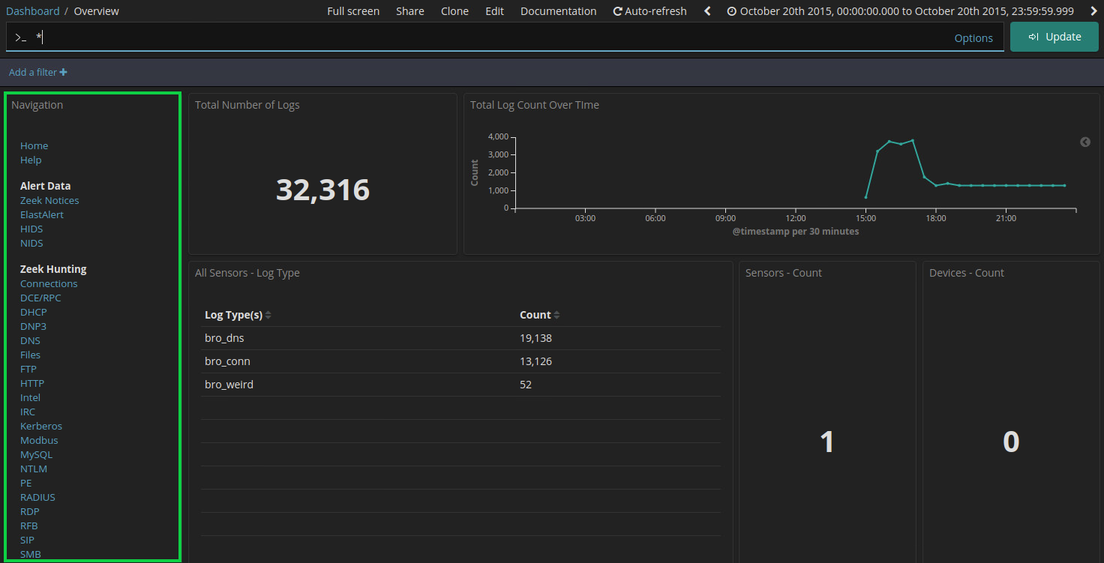 Dashboard / Overview
Full screen Share Clone Edit Documentation Auto-refresh October 20th 2015, 00:00:00.000 to October 20th 2015, 23:59:59.999
>_ *
Options
Update
Add a filter +
Navigation
Home
Help
Alert Data
Zeek Notices
ElastAlert
HIDS
NIDS
Zeek Hunting
Connections
DCE/RPC
DHCP
DNP3
DNS
Files
FTP
HTTP
Intel
IRC
Kerberos
Modbus
MySQL
NTLM
PE
RADIUS
RDP
RFB
SIP
SMB
Total Number of Logs
32,316
Total Log Count Over TIme
Count
4,000
3,000
2,000
1,000
0
03:00 06:00 09:00 12:00 15:00 18:00 21:00
@timestamp per 30 minutes
All Sensors - Log Type
Log Type(s) Count
bro_dns 19,138
bro_conn 13,126
bro_weird 52
Sensors - Count
1
Devices - Count
0